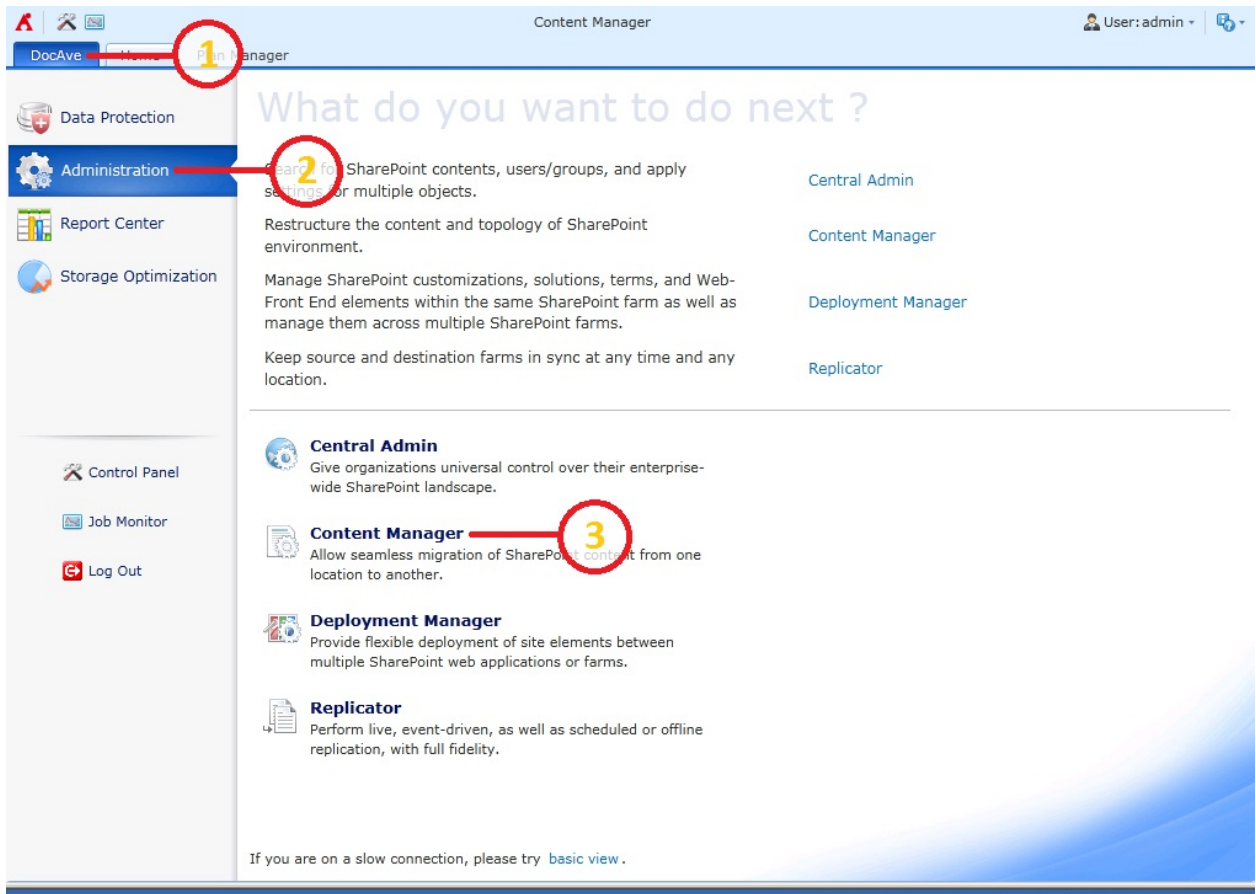 Content Manager
User: admin
DocAve
Home
Plan Manager
1
Data Protection
Administration
Report Center
Storage Optimization
Control Panel
Job Monitor
Log Out
What do you want to do next ?
2
Search for SharePoint contents, users/groups, and apply
settings for multiple objects.
Central Admin
Restructure the content and topology of SharePoint
environment.
Content Manager
Manage SharePoint customizations, solutions, terms, and Web-
Front End elements within the same SharePoint farm as well as
manage them across multiple SharePoint farms.
Deployment Manager
Keep source and destination farms in sync at any time and any
location.
Replicator
Central Admin
Give organizations universal control over their enterprise-
wide SharePoint landscape.
Content Manager
3
Allow seamless migration of SharePoint content from one
location to another.
Deployment Manager
Provide flexible deployment of site elements between
multiple SharePoint web applications or farms.
Replicator
Perform live, event-driven, as well as scheduled or offline
replication, with full fidelity.
If you are on a slow connection, please try basic view .